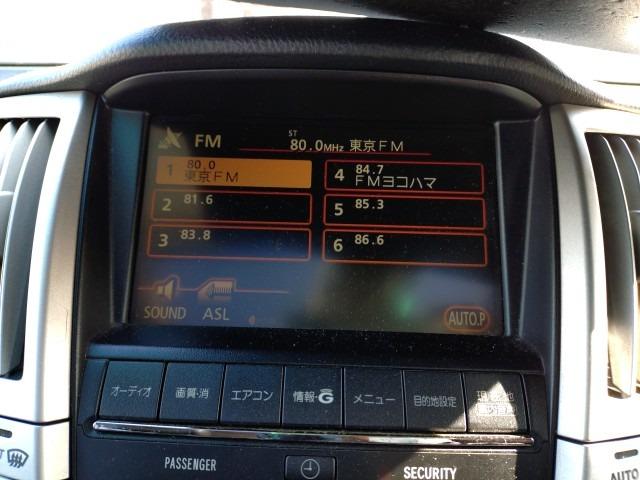 FM
ST
80.0MHz 東京FM
1 80.0
東京FM
4 84.7
FMヨコハマ
2 81.6
5 85.3
3 83.8
6 86.6
SOUND ASL AUTO.P
オーディオ 画質・消 エアコン 情報・G メニュー 目的地設定
PASSENGER
SECURITY
AUTO